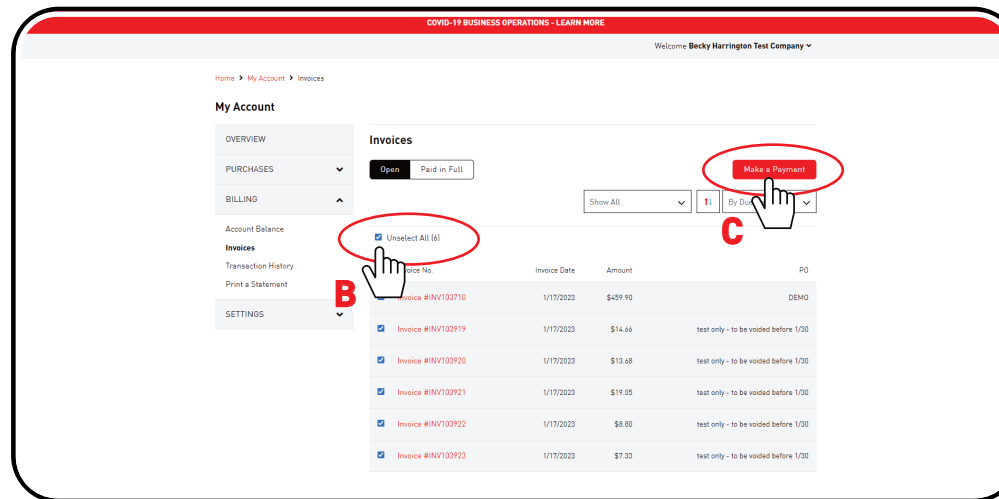 COVID-19 BUSINESS OPERATIONS - LEARN MORE
Welcome Becky Harrington Test Company
Home > My Account > Invoices
My Account
OVERVIEW
PURCHASES
BILLING
Account Balance
Invoices
Transaction History
Print a Statement
SETTINGS
Invoices
Open Paid in Full
Make a Payment
Show All
By Due
C
Unselect All (6)
B
Invoice Date Amount PO
Invoice #INV103710 1/17/2023 $459.90 DEMO
Invoice #INV103919 1/17/2023 $14.66 test only - to be voided before 1/30
Invoice #INV103920 1/17/2023 $13.68 test only - to be voided before 1/30
Invoice #INV103921 1/17/2023 $19.05 test only - to be voided before 1/30
Invoice #INV103922 1/17/2023 $8.80 test only - to be voided before 1/30
Invoice #INV103923 1/17/2023 $7.33 test only - to be voided before 1/30